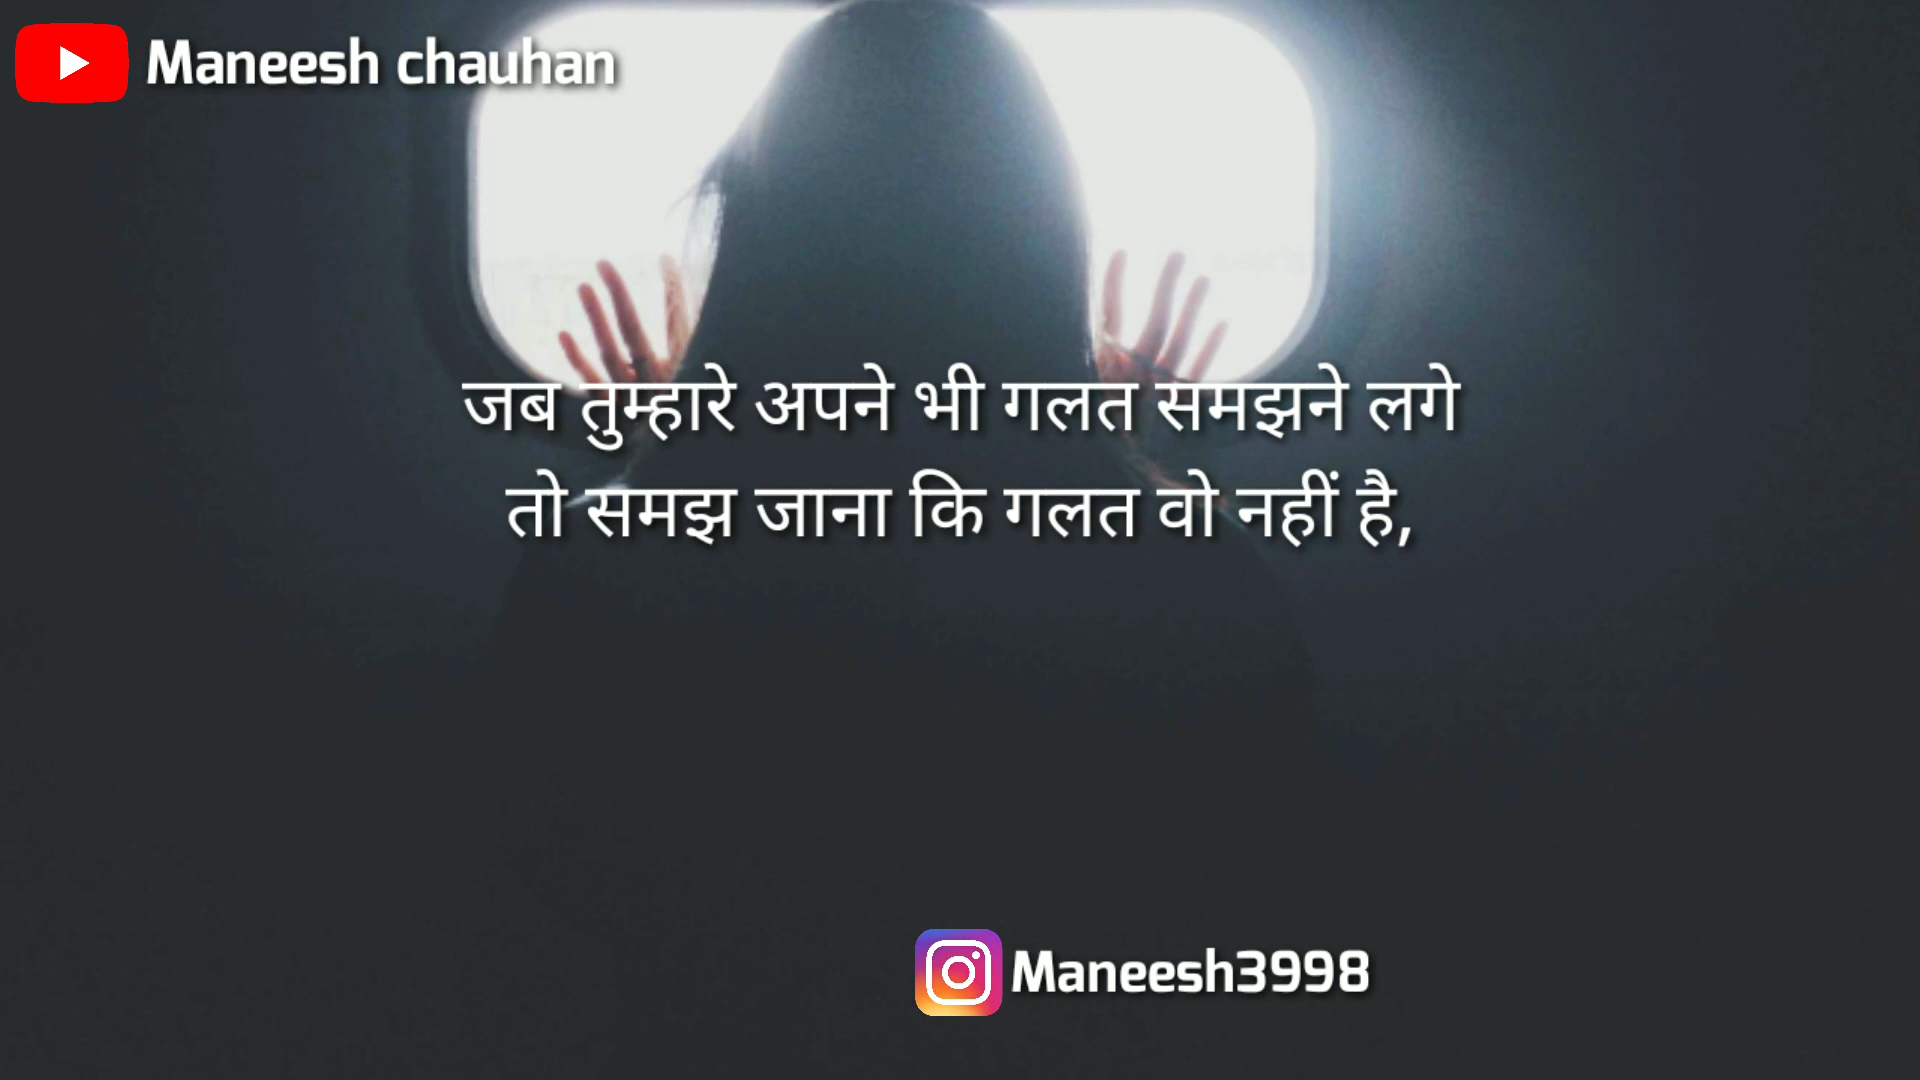 Maneesh chauhan
जब तुम्हारे अपने भी गलत समझने लगे
तो समझ जाना कि गलत वो नहीं है,
Maneesh3998